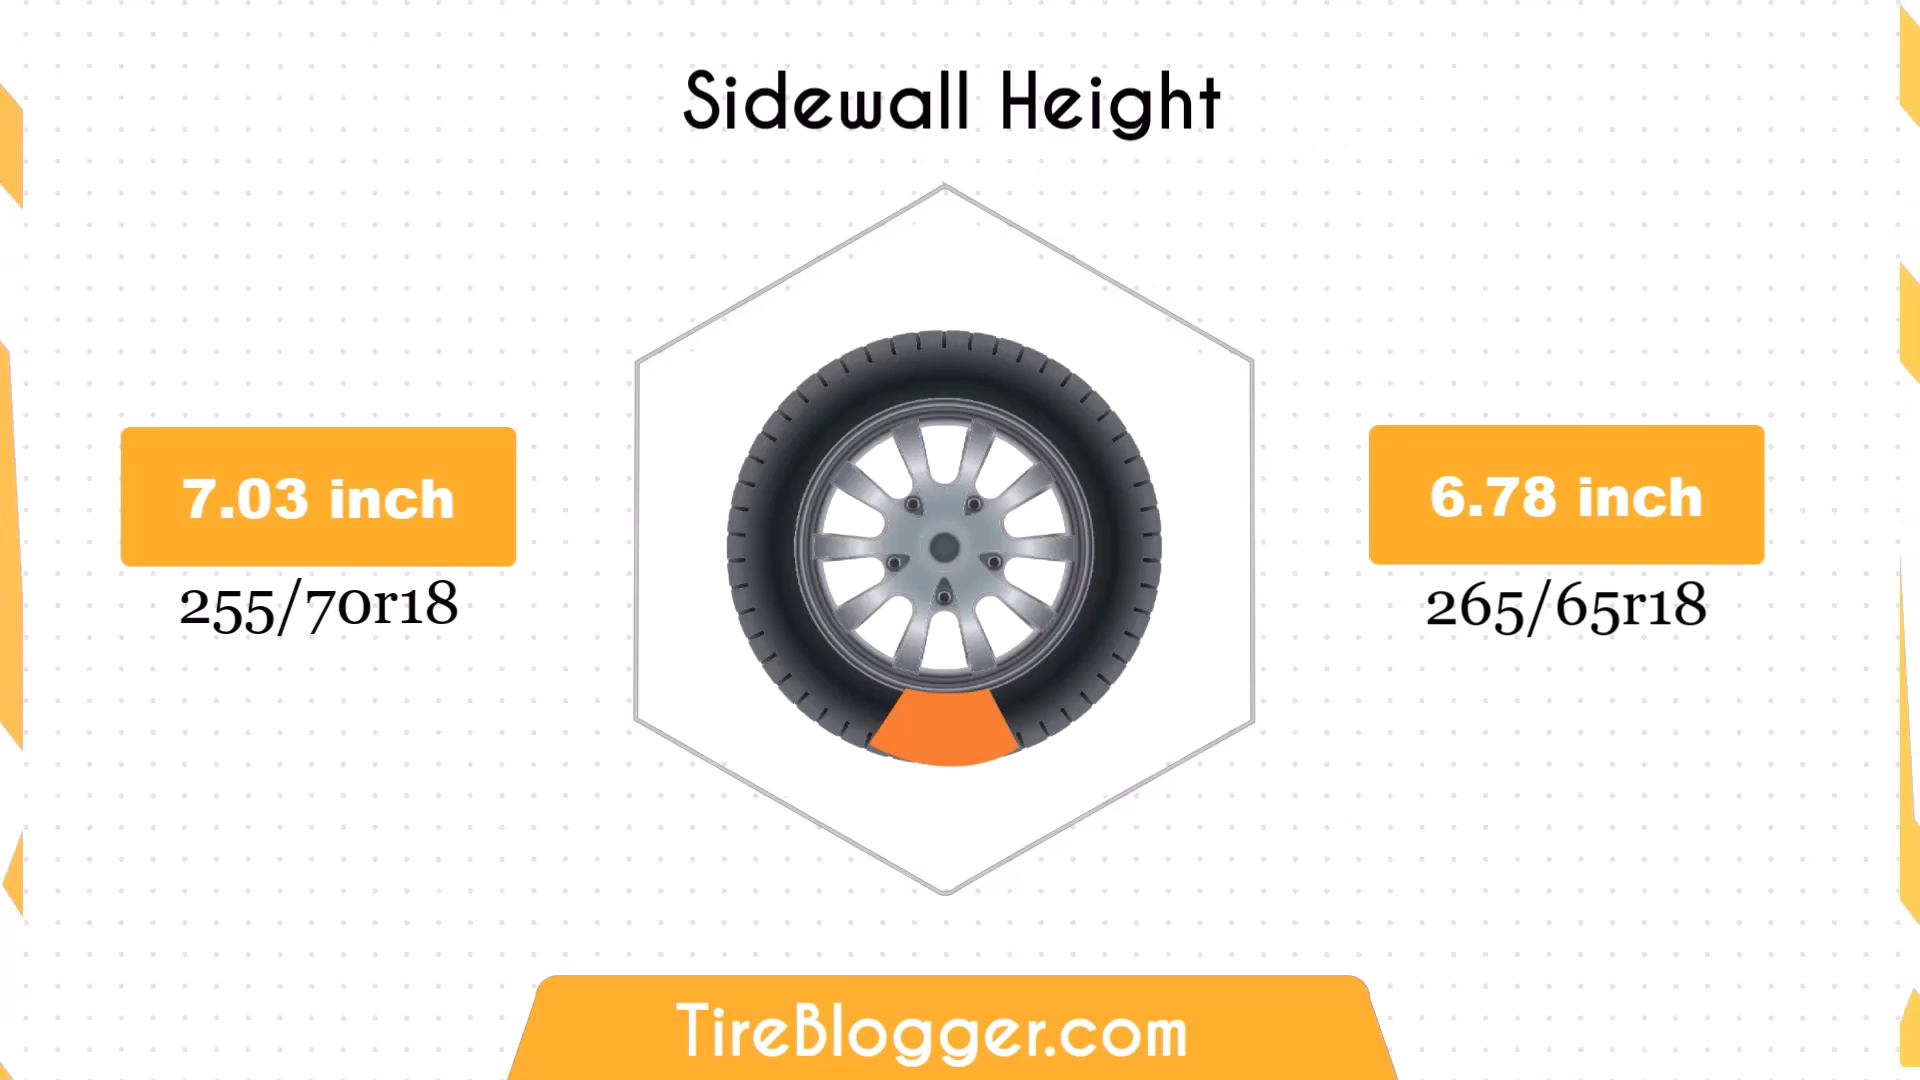 Sidewall Height
7.03 inch
255/70r18
6.78 inch
265/65r18
TireBlogger.com